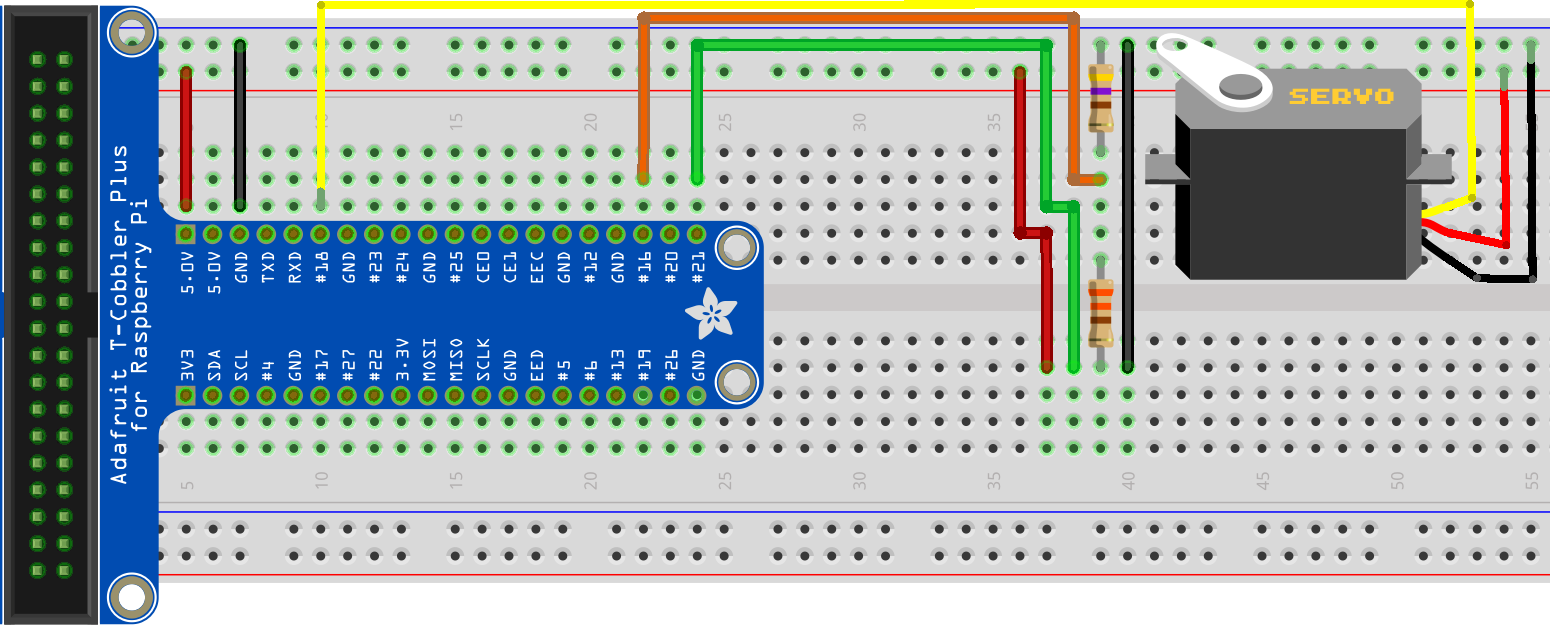 Adafruit T-Cobbler Plus
for Raspberry Pi
SERVO
15 20 25 30 35
5.0V 5.0V GND TXD RXD #18 GND #23 #24 GND #25 CE0 CE1 EEC GND #12 GND #16 #20 #21
3V3 SDA SCL #4 GND #17 #27 #22 3.3V MOSI MISO SCLK GND EED #5 #6 #13 #19 #26 GND
5 10 15 20 25 30 35 40 45 50 55